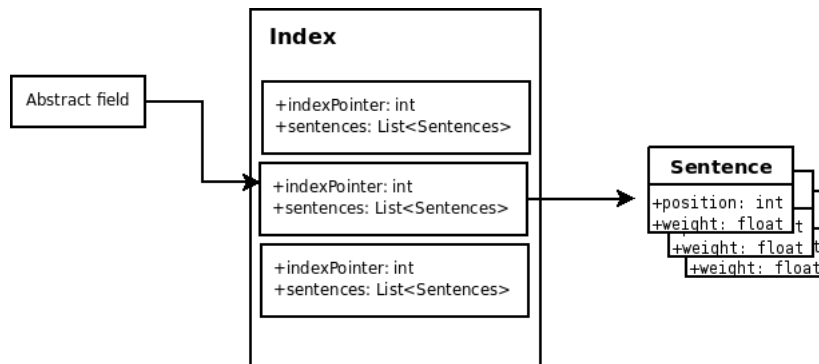 Index
Abstract field
+indexPointer: int
+sentences: List<Sentences>
+indexPointer: int
+sentences: List<Sentences>
+indexPointer: int
+sentences: List<Sentences>
Sentence
+position: int
+weight: float
+weight: float
+weight: float